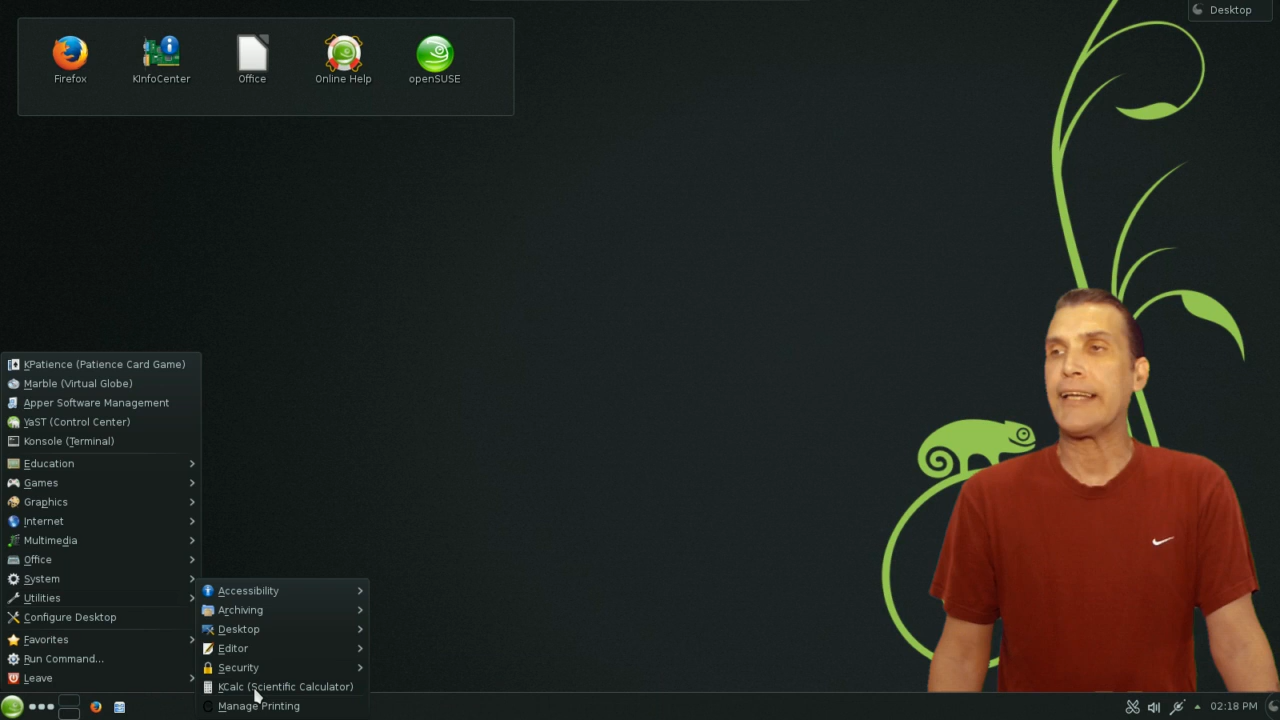 Desktop
Firefox
KInfoCenter
Office
Online Help
openSUSE
KPatience (Patience Card Game)
Marble (Virtual Globe)
Apper Software Management
YaST (Control Center)
Konsole (Terminal)
Education
Games
Graphics
Internet
Multimedia
Office
System
Utilities
Configure Desktop
Favorites
Run Command...
Leave
Accessibility
Archiving
Desktop
Editor
Security
KCalc (Scientific Calculator)
Manage Printing
02:18 PM